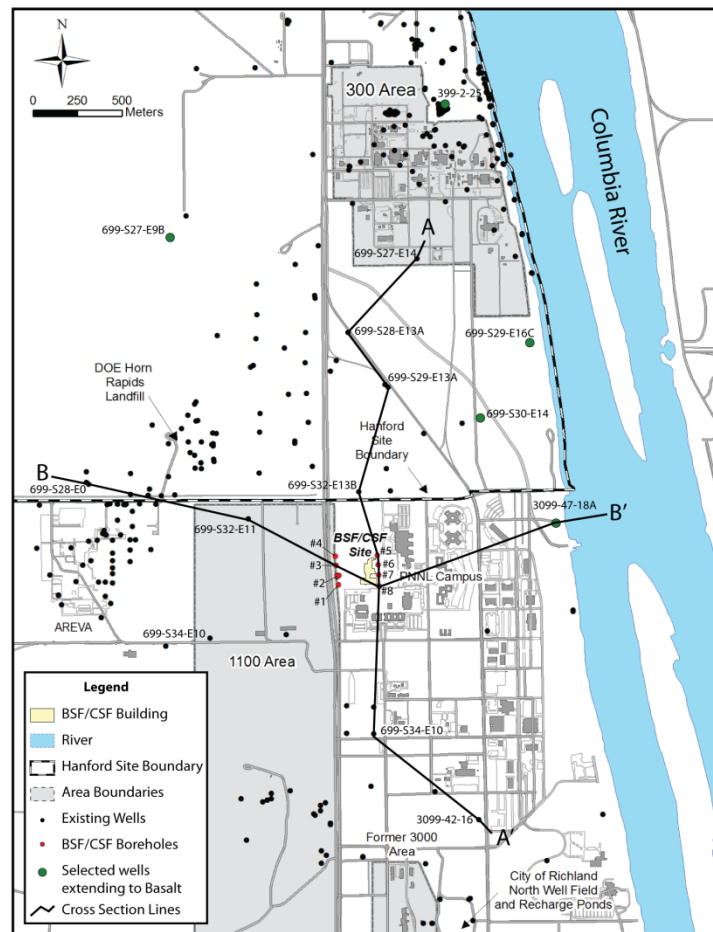 N
0 250 500
Meters
300 Area
399-2-25
Columbia River
699-S27-E9B
A
699-S27-E14
699-S28-E13A
699-S29-E16C
699-S29-E13A
DOE Horn
Rapids
Landfill
699-S30-E14
Hanford
Site
Boundary
B
699-S28-E0
699-S32-E13B
3099-47-18A
B'
699-S32-E11
BSF/CSF
Site
#4
#5
#3
#6
#2
#7
PNNL Campus
#1
#8
AREVA
699-S34-E10
1100 Area
Legend
BSF/CSF Building
River
Hanford Site Boundary
Area Boundaries
Existing Wells
BSF/CSF Boreholes
Selected wells
extending to Basalt
Cross Section Lines
699-S34-E10
3099-42-16
A'
Former 3000
Area
City of Richland
North Well Field
and Recharge Ponds